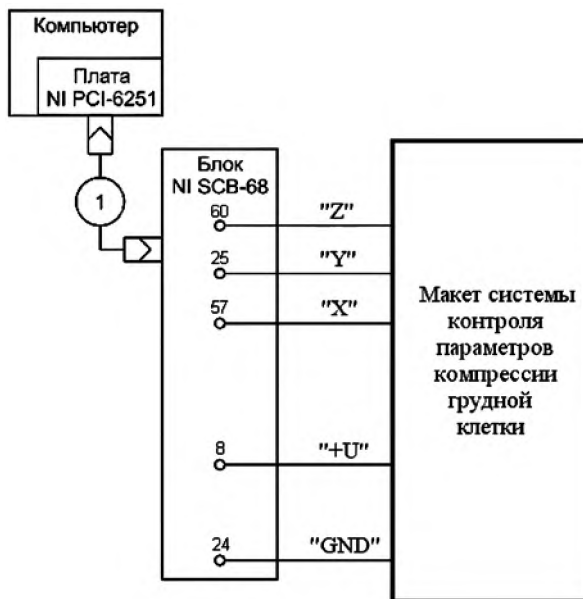 Компьютер
Плата
NI PCI-6251
1
Блок
NI SCB-68
60
"Z"
25
"Y"
57
"X"
8
"+U"
24
"GND"
Макет системы
контроля
параметров
компрессии
грудной
клетки